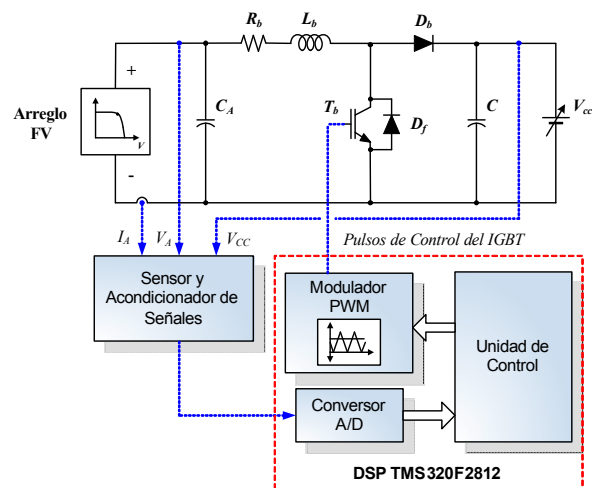 R_b
L_b
D_b
+
Arreglo
FV
V
-
C_A
T_b
D_f
C
V_cc
I_A
V_A
V_CC
Pulsos de Control del IGBT
Sensor y
Acondicionador de
Señales
Modulador
PWM
Unidad de
Control
Conversor
A/D
DSP TMS320F2812